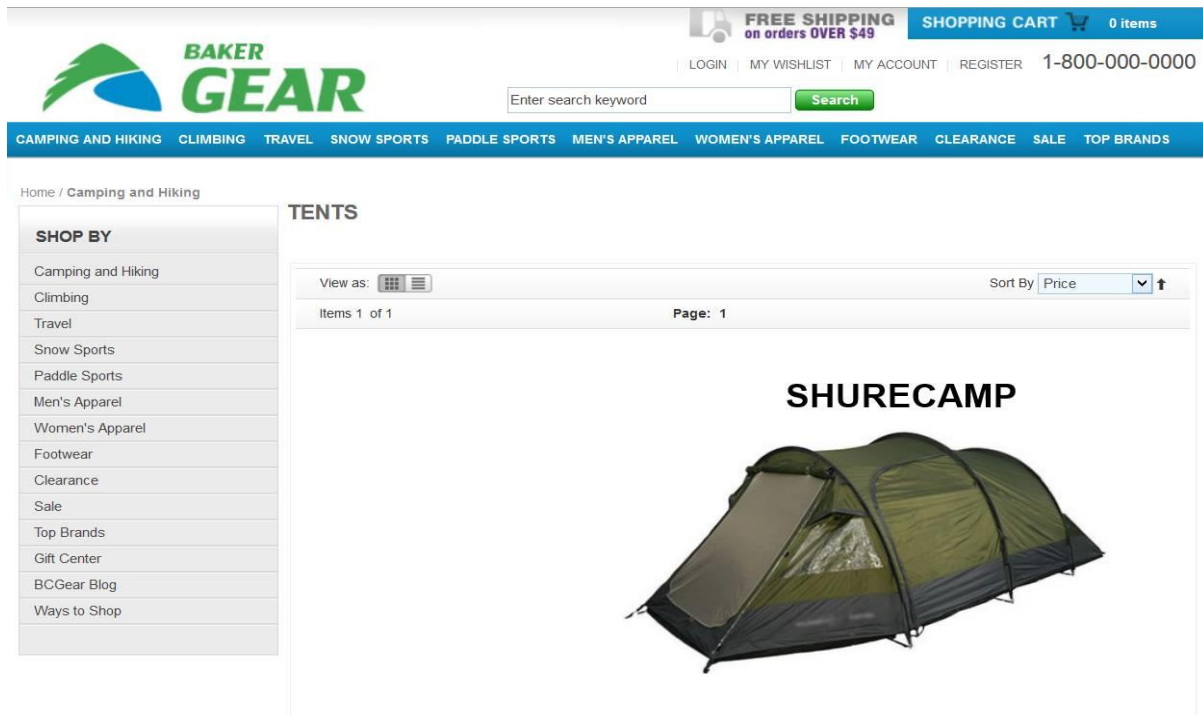 FREE SHIPPING
on orders OVER $49
SHOPPING CART 0 items
BAKER
GEAR
LOGIN MY WISHLIST MY ACCOUNT REGISTER 1-800-000-0000
Enter search keyword Search
CAMPING AND HIKING CLIMBING TRAVEL SNOW SPORTS PADDLE SPORTS MEN'S APPAREL WOMEN'S APPAREL FOOTWEAR CLEARANCE SALE TOP BRANDS
Home / Camping and Hiking
SHOP BY
Camping and Hiking
Climbing
Travel
Snow Sports
Paddle Sports
Men's Apparel
Women's Apparel
Footwear
Clearance
Sale
Top Brands
Gift Center
BCGear Blog
Ways to Shop
TENTS
View as: Sort By Price
Items 1 of 1 Page: 1
SHURECAMP